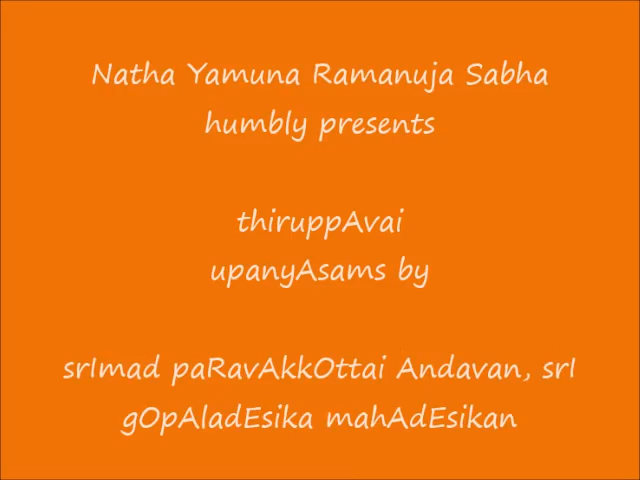 Natha Yamuna Ramanuja Sabha
humbly presents
thiruppAvai
upanyAsams by
srImad paRavAkkOttai Andavan, srI
gOpAladEsika mahAdEsikan